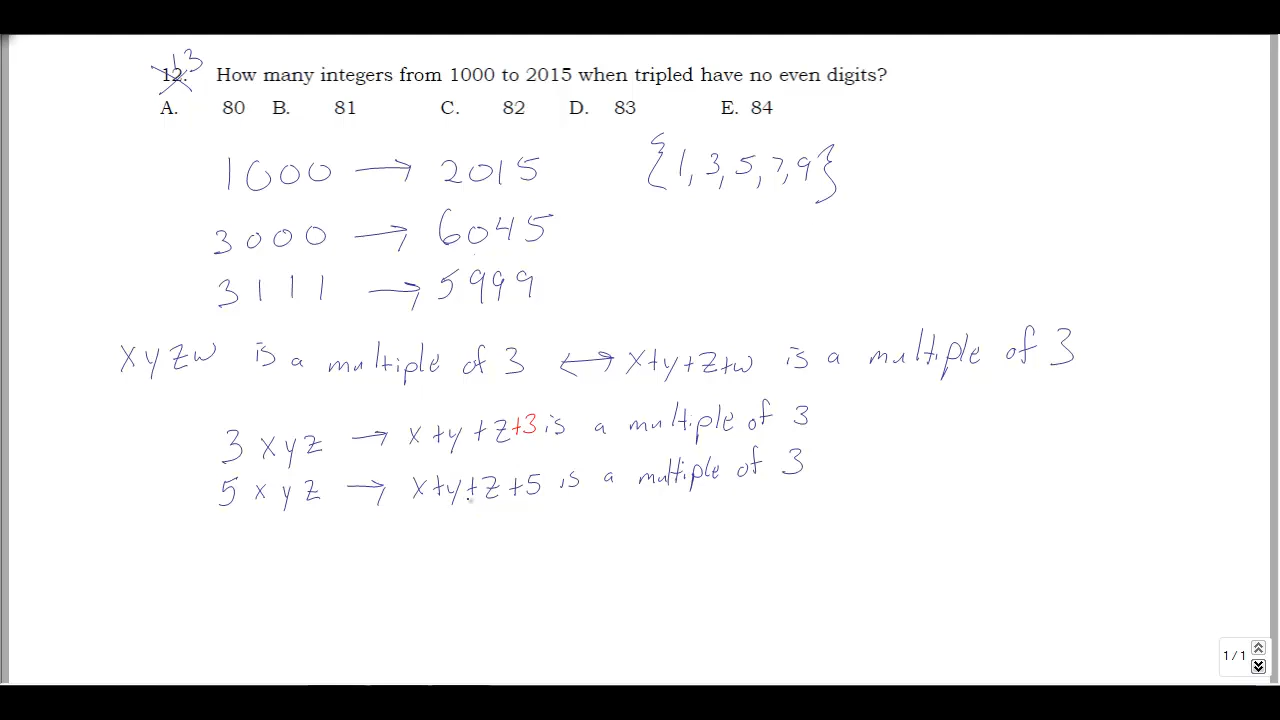 13
12. How many integers from 1000 to 2015 when tripled have no even digits?
A. 80 B. 81 C. 82 D. 83 E. 84
1000 → 2015 {1,3,5,7,9}
3000 → 6045
3111 → 5999
xyzw is a multiple of 3 ↔ x+y+z+w is a multiple of 3
3xyz → x+y+z+3 is a multiple of 3
5xyz → x+y+z+5 is a multiple of 3
1/1